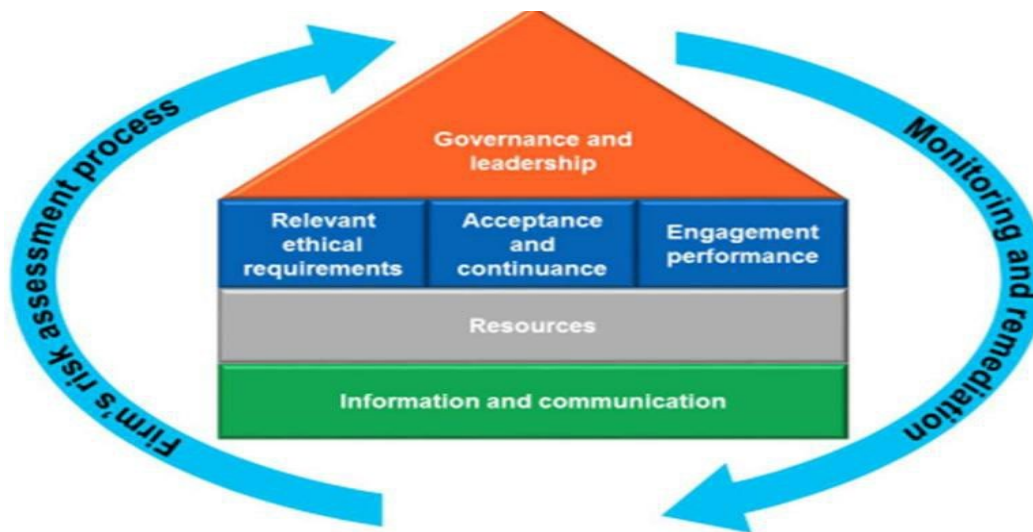 Governance and
leadership
Relevant
ethical
requirements
Acceptance
and
continuance
Engagement
performance
Resources
Information and communication
Firm's risk assessment process
Monitoring and remediation